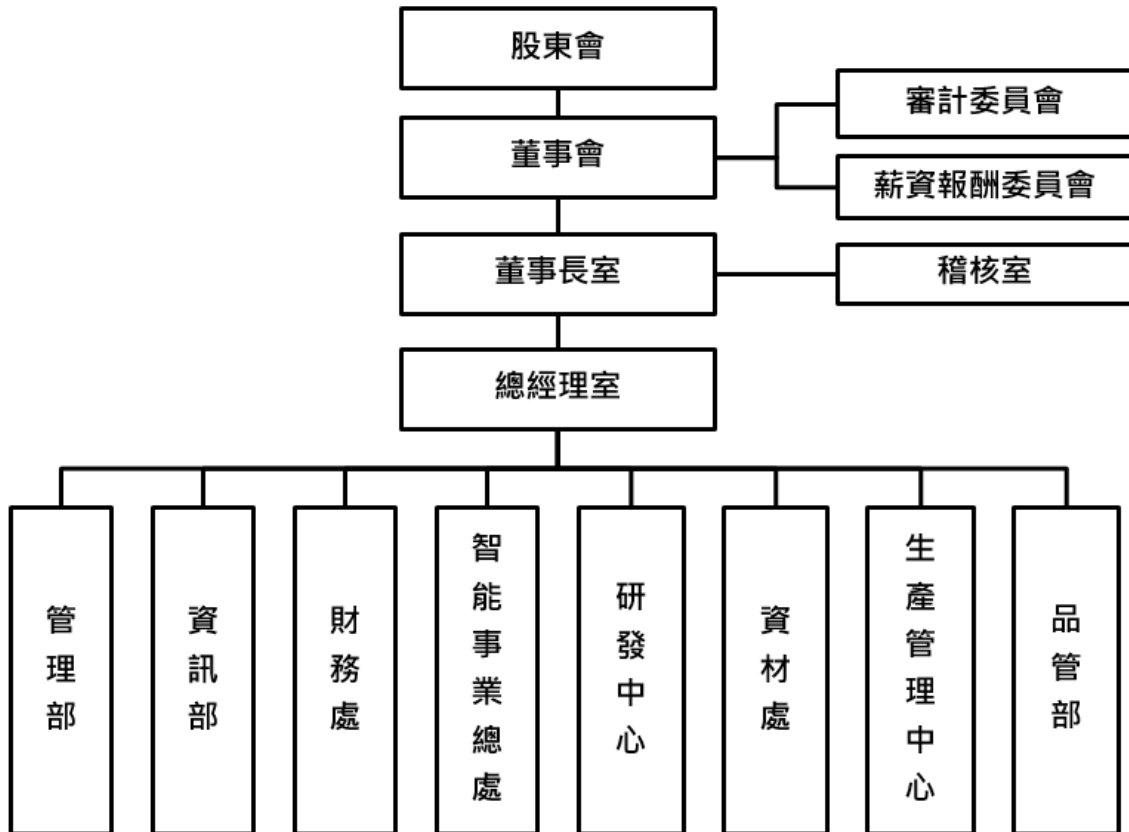 股東會
審計委員會
董事會
薪資報酬委員會
董事長室
稽核室
總經理室
管理部
資訊部
財務處
智能事業總處
研發中心
資材處
生產管理中心
品管部